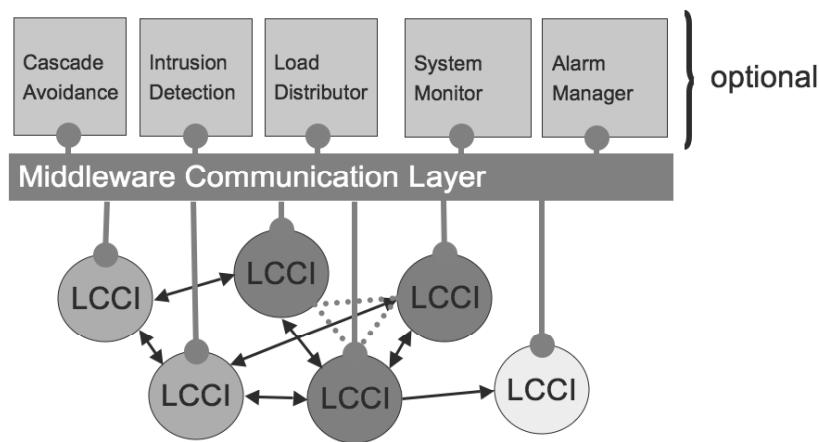 Cascade
Avoidance
Intrusion
Detection
Load
Distributor
System
Monitor
Alarm
Manager
optional
Middleware Communication Layer
LCCI
LCCI
LCCI
LCCI
LCCI
LCCI